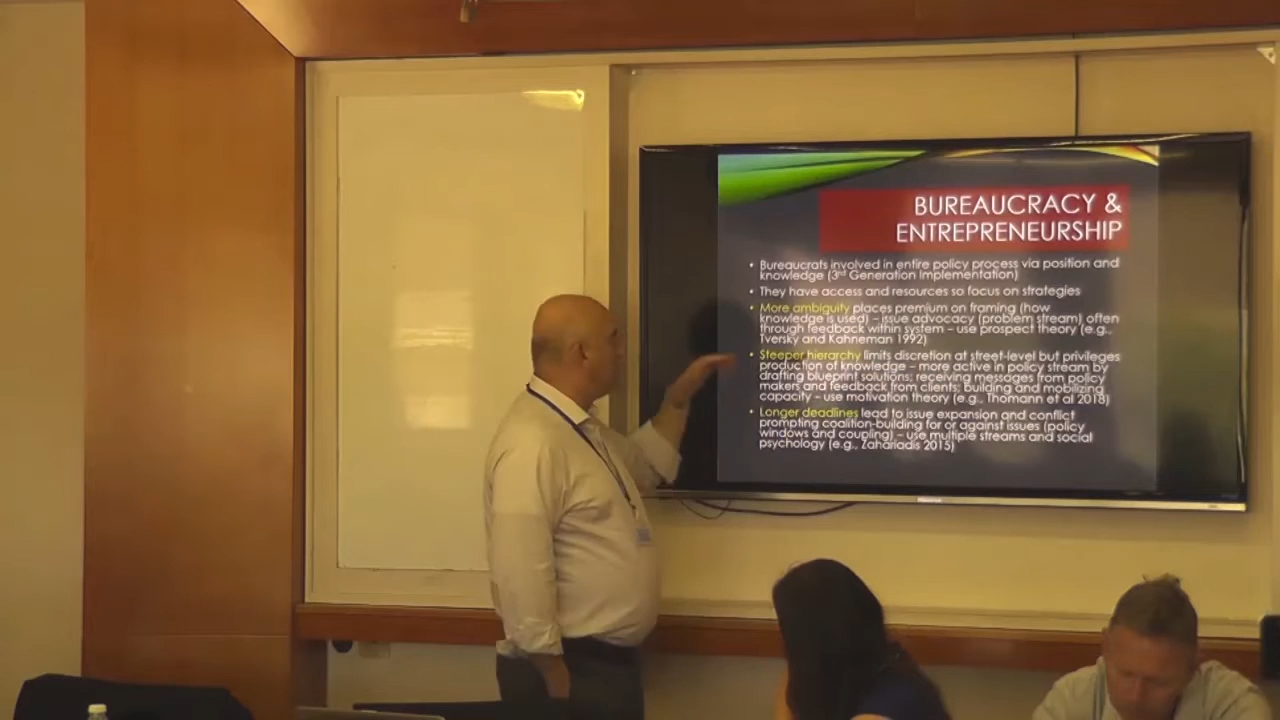 BUREAUCRACY &
ENTREPRENEURSHIP
• Bureaucrats involved in entire policy process via position and
knowledge (3rd Generation Implementation)
• They have access and resources so focus on strategies
• More ambiguity places premium on framing (how
knowledge is used) – issue advocacy (problem stream) often
through feedback within system – use prospect theory (e.g.,
Tversky and Kahneman 1992)
• Steeper hierarchy limits discretion at street-level but privileges
production of knowledge – more active in policy stream by
drafting blueprint solutions; receiving messages from policy
makers and feedback from clients; building and mobilizing
capacity – use motivation theory (e.g., Thomann et al 2018)
• Longer deadlines lead to issue expansion and conflict
prompting coalition-building for or against issues (policy
windows and coupling) – use multiple streams and social
psychology (e.g., Zahariadis 2015)